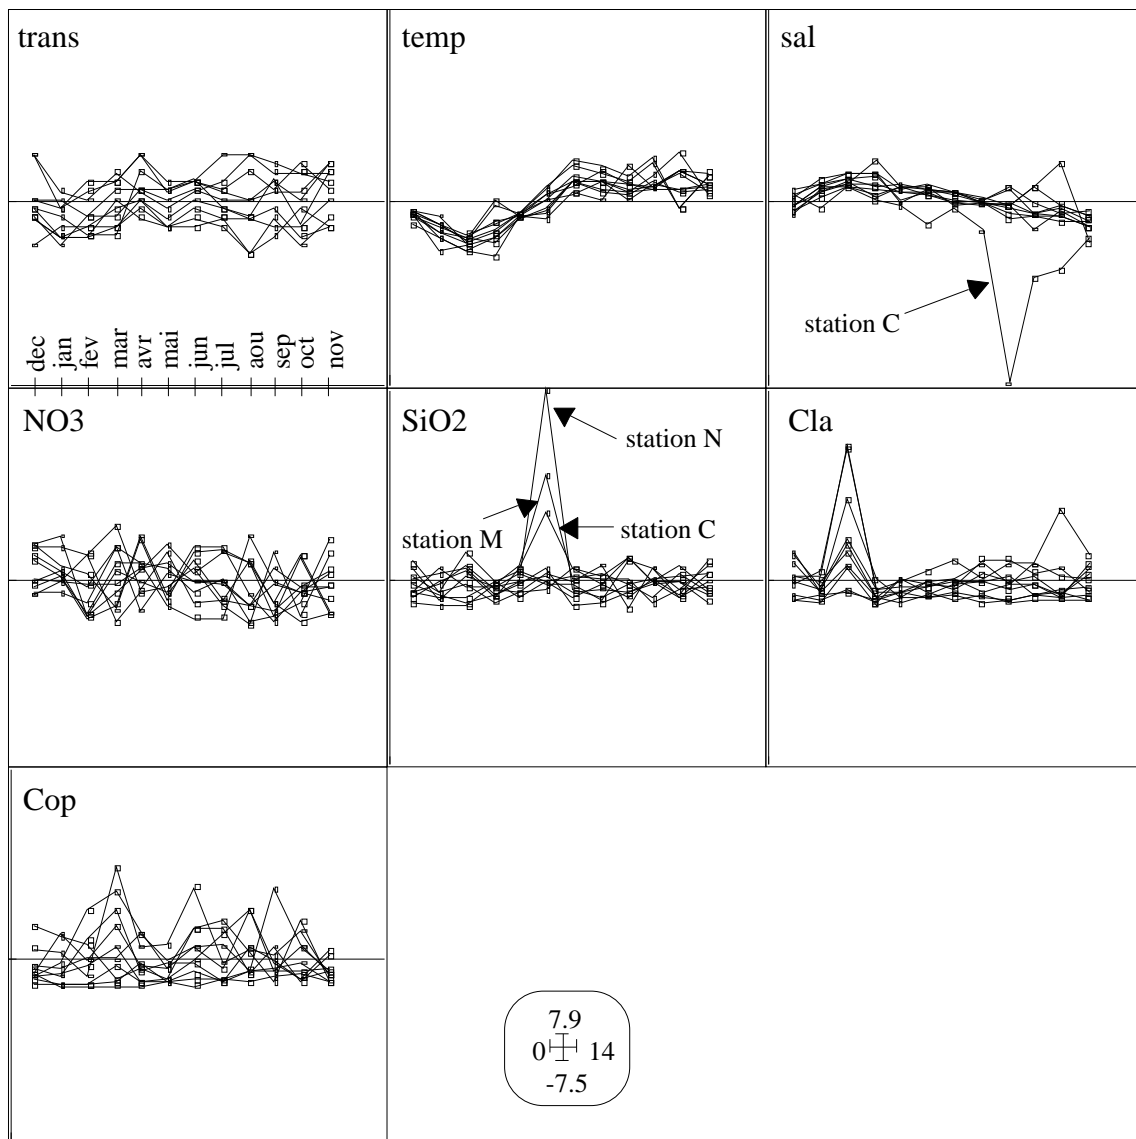 trans
temp
sal
station C
dec
jan
fev
mar
avr
mai
jun
jul
aou
sep
oct
nov
NO3
SiO2
Cla
station N
station M
station C
Cop
7.9
0 14
-7.5